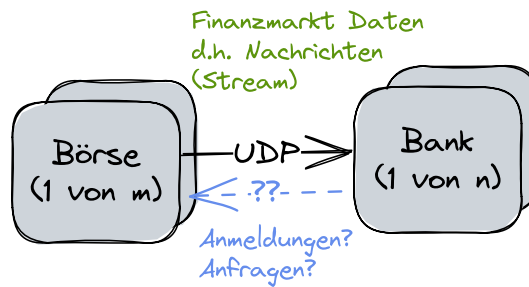 Finanzmarkt Daten
d.h. Nachrichten
(Stream)
Börse
(1 von m)
UDP
Bank
(1 von n)
??
Anmeldungen?
Anfragen?